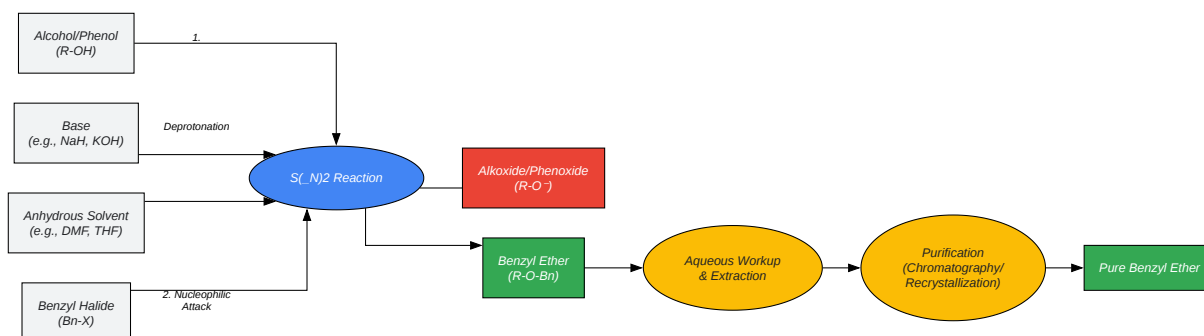 Alcohol/Phenol
(R-OH)
1.
Base
(e.g., NaH, KOH)
Deprotonation
Anhydrous Solvent
(e.g., DMF, THF)
Benzyl Halide
(Bn-X)
2. Nucleophilic
Attack
S(_N)2 Reaction
Alkoxide/Phenoxide
(R-O⁻)
Benzyl Ether
(R-O-Bn)
Aqueous Workup
& Extraction
Purification
(Chromatography/
Recrystallization)
Pure Benzyl Ether